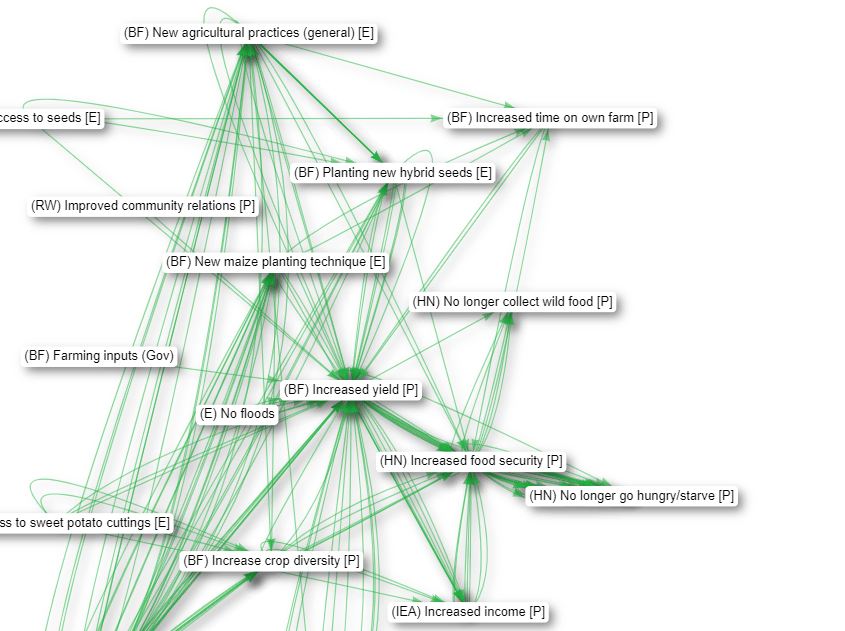 (BF) New agricultural practices (general) [E]
ccess to seeds [E]
(BF) Increased time on own farm [P]
(BF) Planting new hybrid seeds [E]
(RW) Improved community relations [P]
(BF) New maize planting technique [E]
(HN) No longer collect wild food [P]
(BF) Farming inputs (Gov)
(BF) Increased yield [P]
(E) No floods
(HN) Increased food security [P]
(HN) No longer go hungry/starve [P]
ss to sweet potato cuttings [E]
(BF) Increase crop diversity [P]
(IEA) Increased income [P]